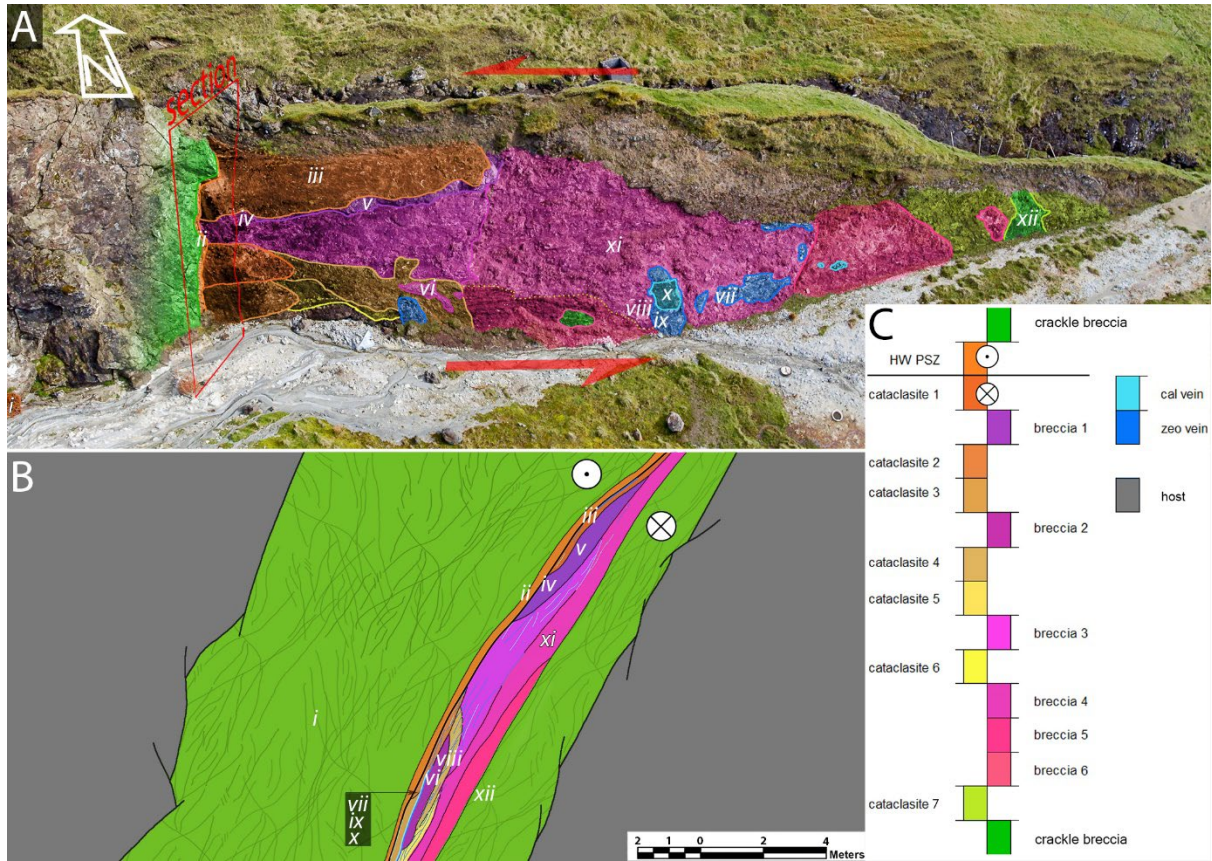 A
N
section
iii
iv
v
ii
xi
xii
vi
vii
viii
x
ix
i
B
iii
v
ii
iv
xi
i
viii
vi
xii
vii
ix
x
2 1 0 2 4
Meters
C
crackle breccia
HW PSZ
cataclasite 1
breccia 1
cataclasite 2
cataclasite 3
breccia 2
cataclasite 4
cataclasite 5
breccia 3
cataclasite 6
breccia 4
breccia 5
breccia 6
cataclasite 7
crackle breccia
cal vein
zeo vein
host